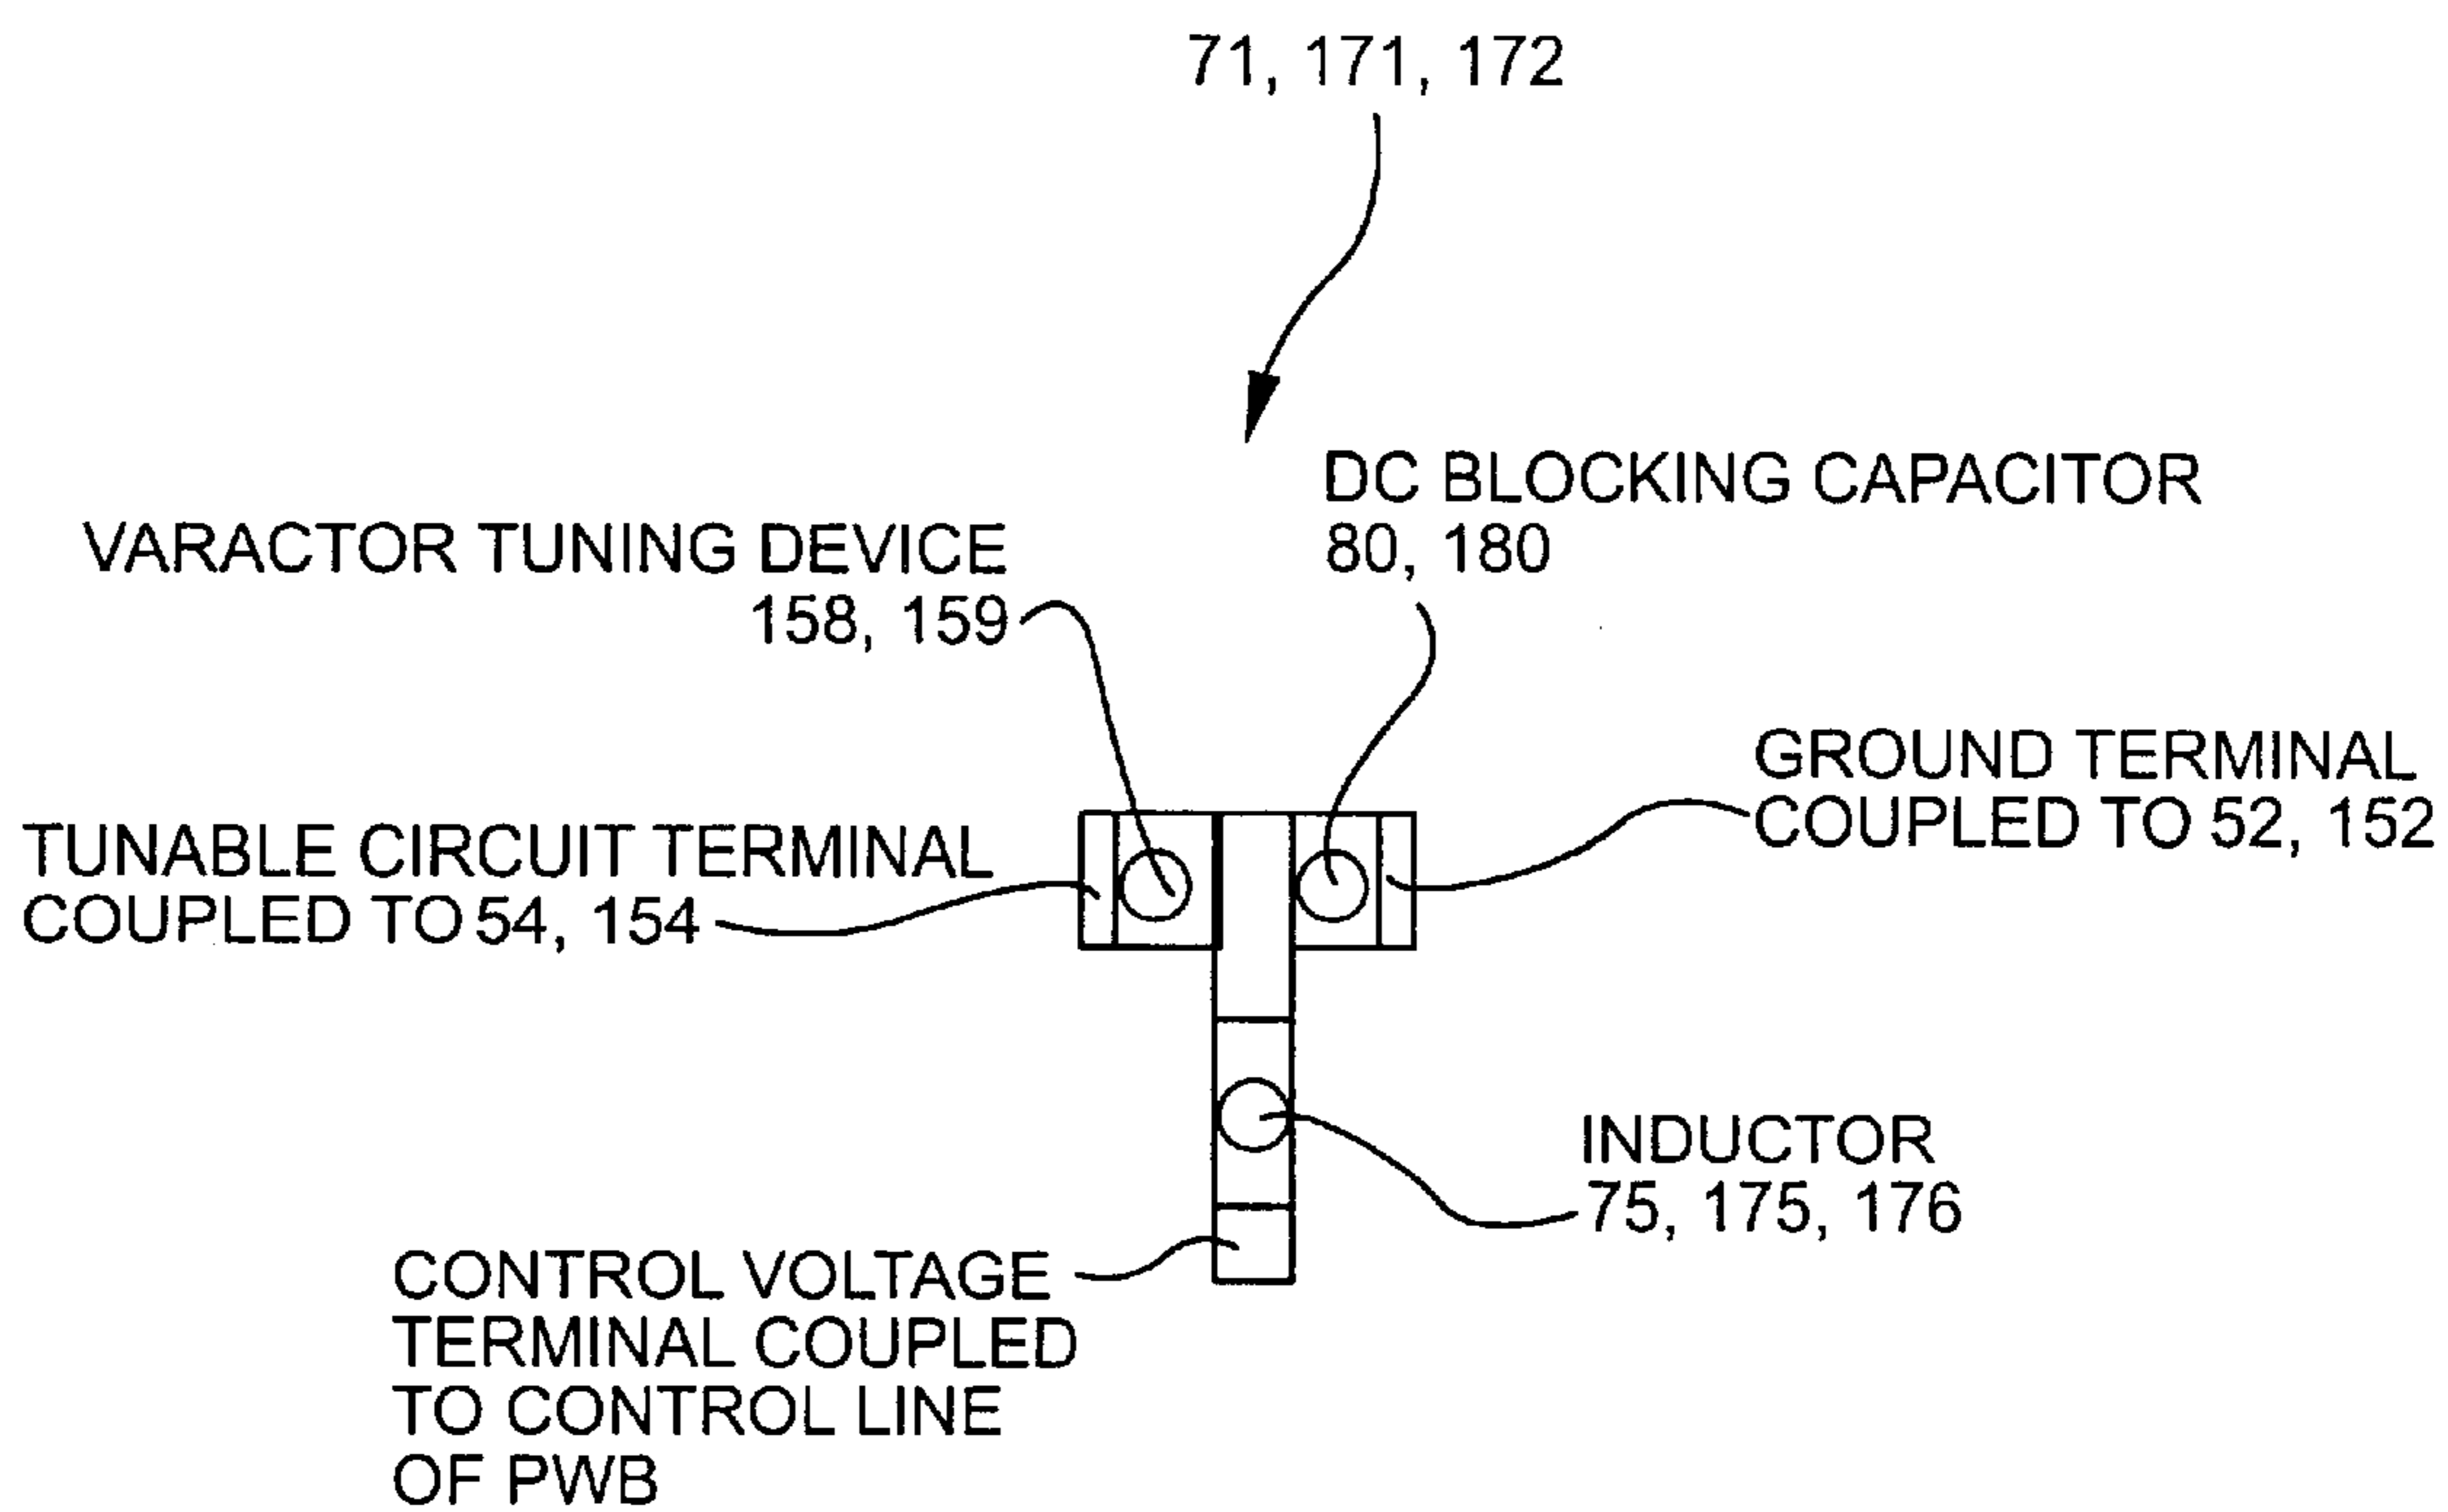 71, 171, 172
DC BLOCKING CAPACITOR
80, 180
VARACTOR TUNING DEVICE
158, 159
GROUND TERMINAL
COUPLED TO 52, 152
TUNABLE CIRCUIT TERMINAL
COUPLED TO 54, 154
INDUCTOR
75, 175, 176
CONTROL VOLTAGE
TERMINAL COUPLED
TO CONTROL LINE
OF PWB